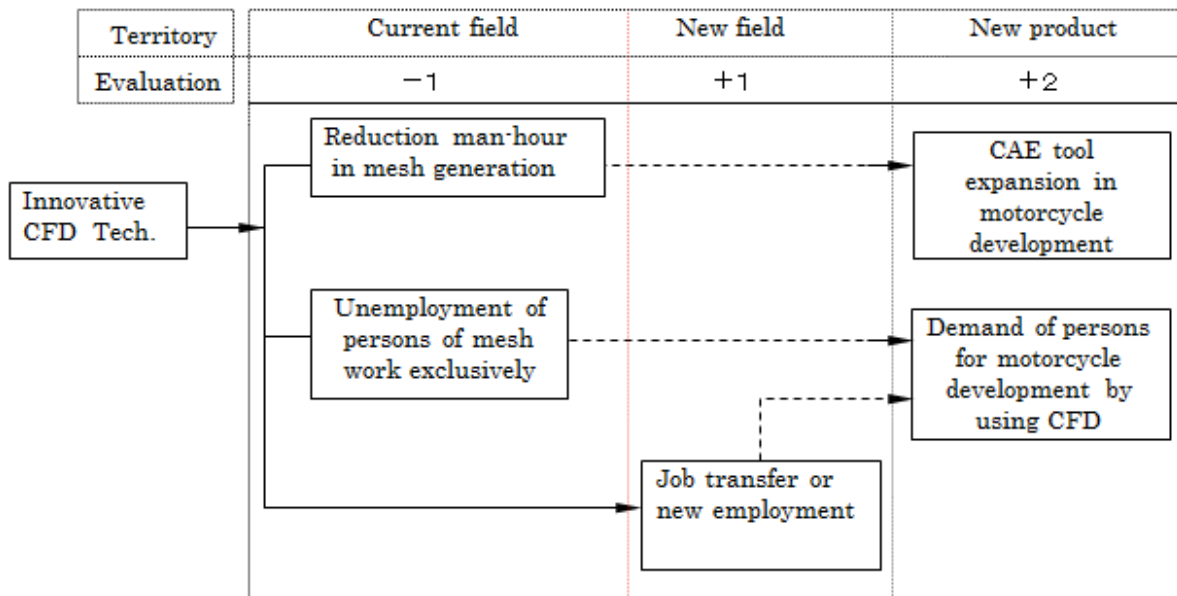 Territory
Current field
New field
New product
Evaluation
−1
+1
+2
Reduction man-hour
in mesh generation
CAE tool
expansion in
motorcycle
development
Innovative
CFD Tech.
Unemployment of
persons of mesh
work exclusively
Demand of persons
for motorcycle
development by
using CFD
Job transfer or
new employment